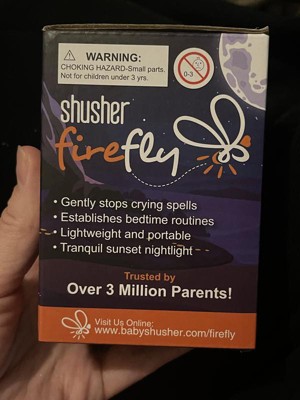 WARNING:
CHOKING HAZARD-Small parts.
Not for children under 3 yrs.
0-3
shusher
firefly
• Gently stops crying spells
• Establishes bedtime routines
• Lightweight and portable
• Tranquil sunset nightlight
Trusted by
Over 3 Million Parents!
Visit Us Online:
www.babyshusher.com/firefly